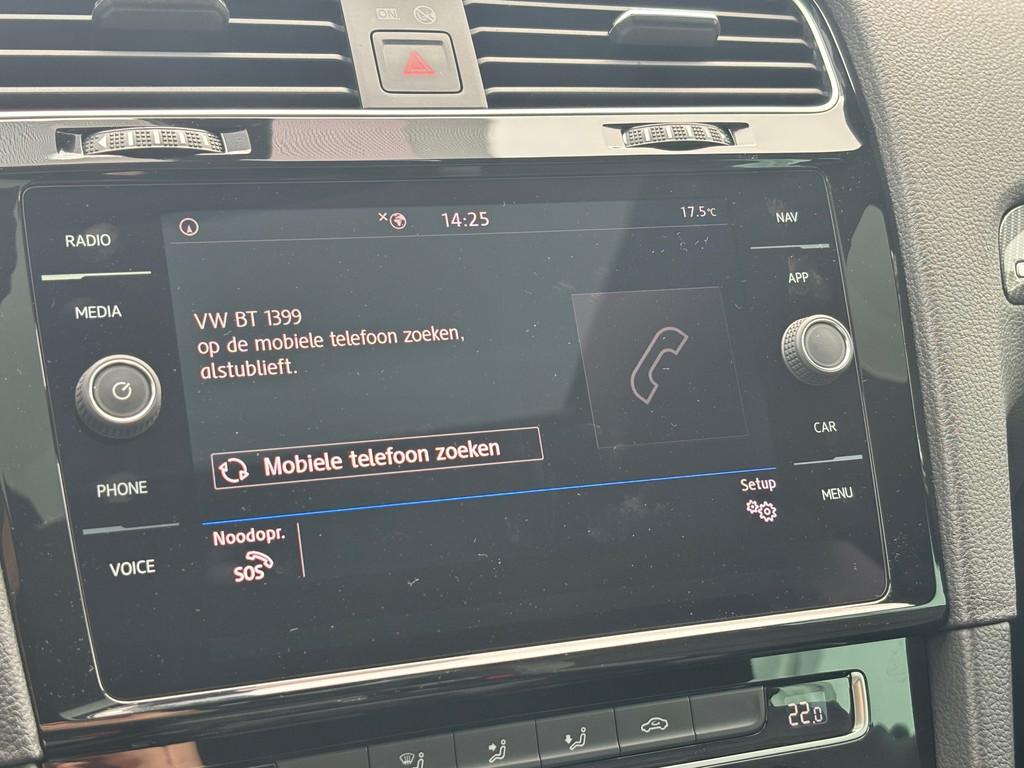 14:25
17.5°C
RADIO
MEDIA
PHONE
VOICE
VW BT 1399
op de mobiele telefoon zoeken,
alstublieft.
Mobiele telefoon zoeken
Noodopr.
SOS
Setup
NAV
APP
CAR
MENU
22.0